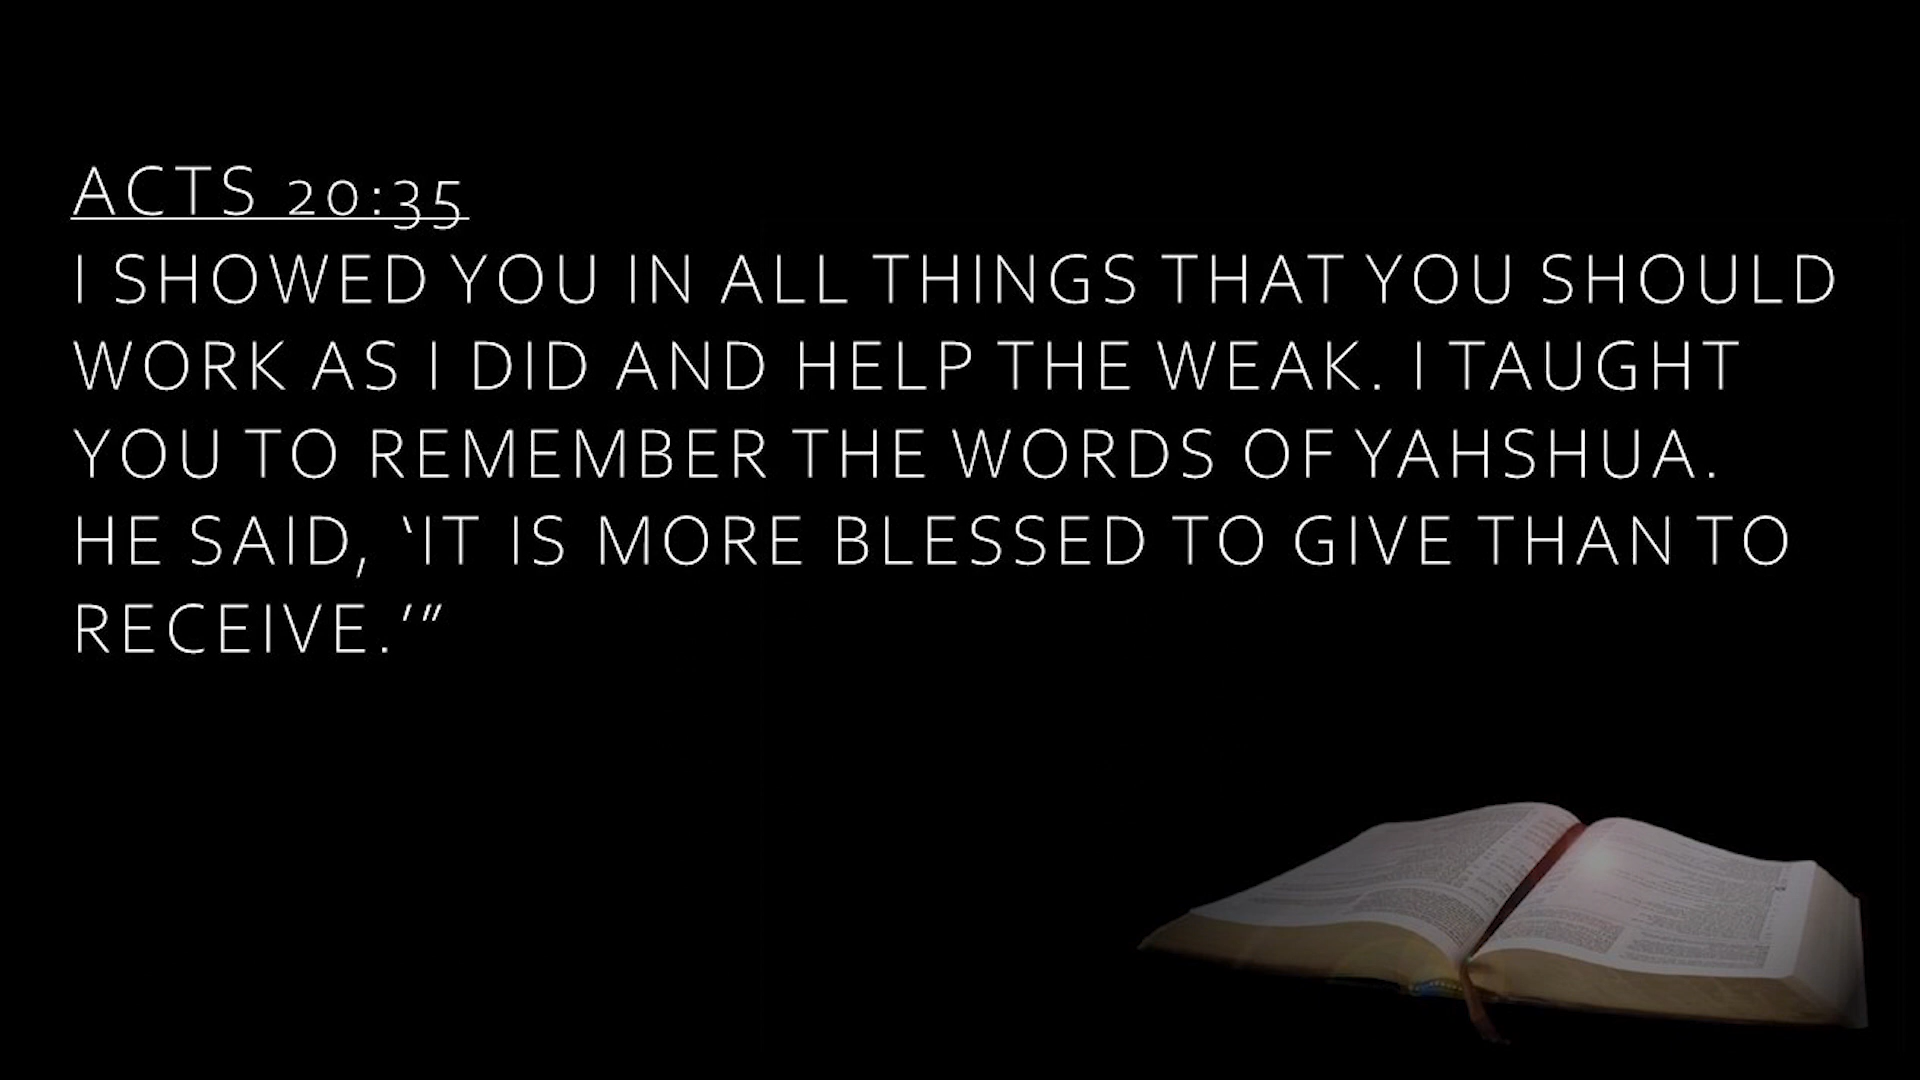 ACTS 20:35
I SHOWED YOU IN ALL THINGS THAT YOU SHOULD
WORK AS I DID AND HELP THE WEAK. I TAUGHT
YOU TO REMEMBER THE WORDS OF YAHSHUA.
HE SAID, ‘IT IS MORE BLESSED TO GIVE THAN TO
RECEIVE.’”